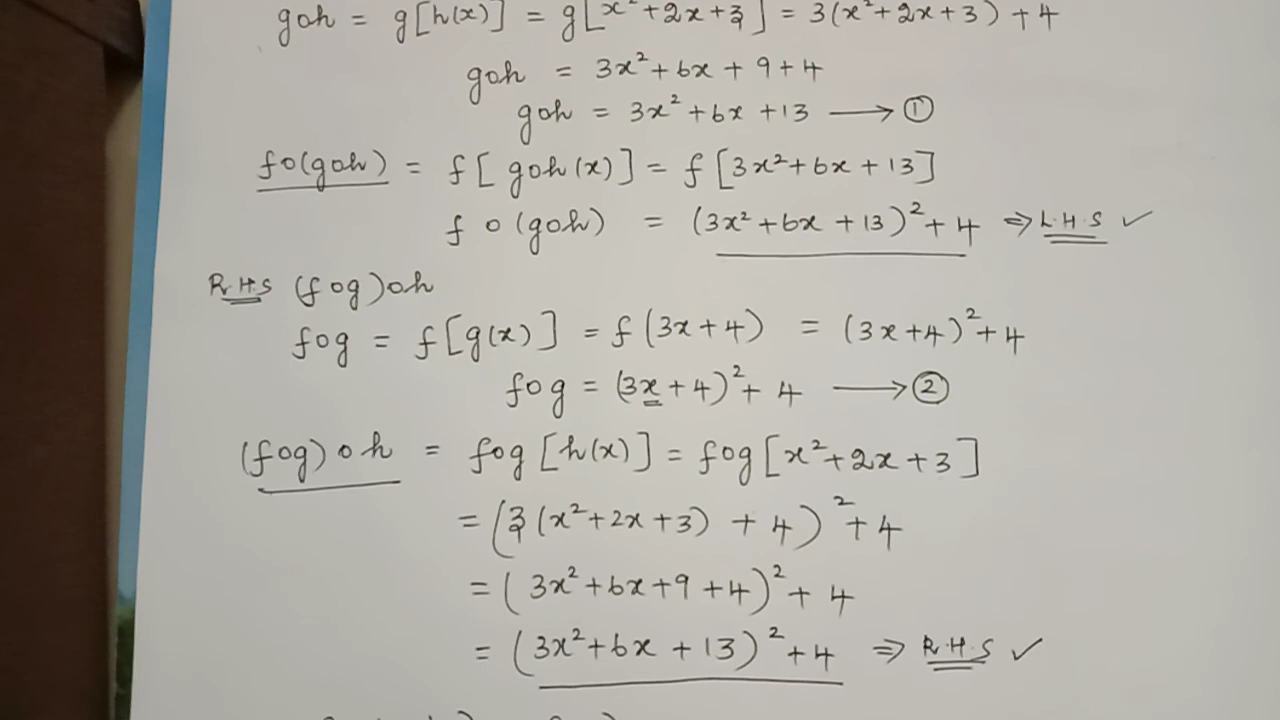 goh = g[h(x)] = g[x²+2x+3] = 3(x²+2x+3)+4
goh = 3x²+6x+9+4
goh = 3x²+6x+13 ⟶ ①
fo(goh) = f[goh(x)] = f[3x²+6x+13]
fo(goh) = (3x²+6x+13)²+4 ⇒ L.H.S ✓
R.H.S (fog)oh
fog = f[g(x)] = f(3x+4) = (3x+4)²+4
fog = (3x+4)²+4 ⟶ ②
(fog)oh = fog[h(x)] = fog[x²+2x+3]
= (3(x²+2x+3)+4)²+4
= (3x²+6x+9+4)²+4
= (3x²+6x+13)²+4 ⇒ R.H.S ✓